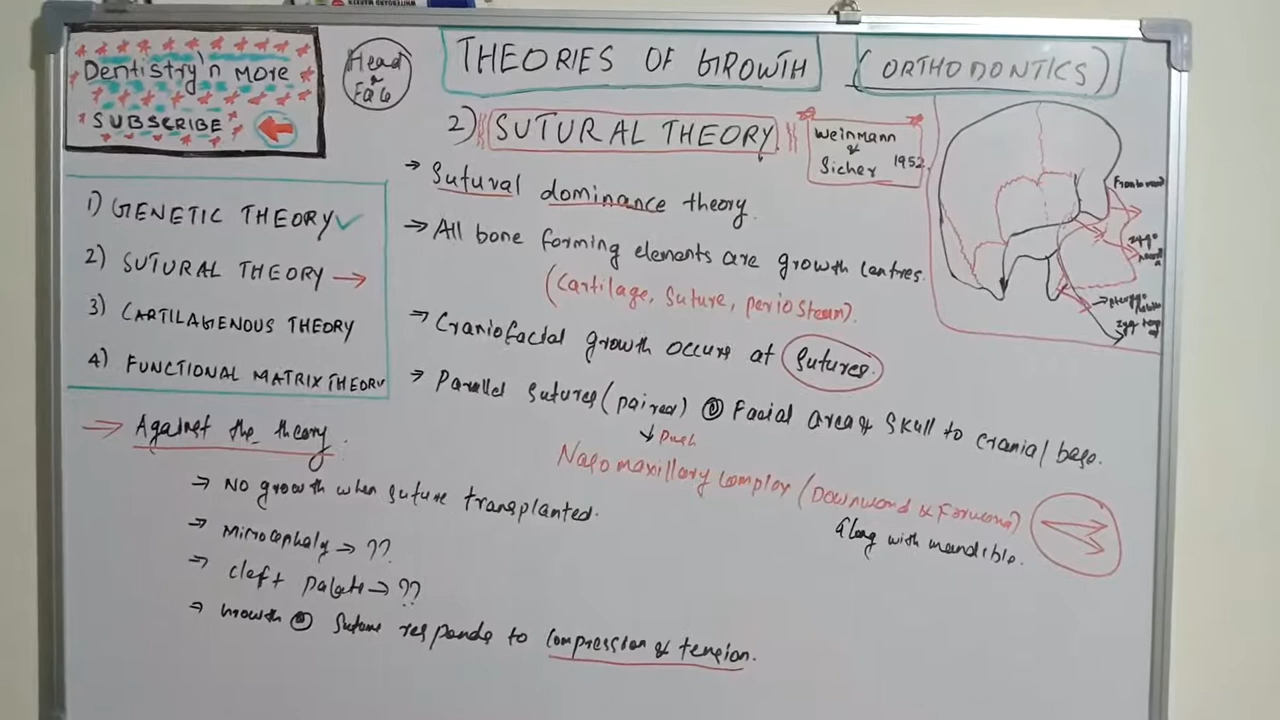 Dentistry'n More
SUBSCRIBE
Head
&
Face
THEORIES OF GROWTH (ORTHODONTICS)
1) GENETIC THEORY ✓
2) SUTURAL THEORY →
3) CARTILAGENOUS THEORY
4) FUNCTIONAL MATRIX THEORY
2) SUTURAL THEORY
Weinmann
&
Sicher 1952
→ Sutural dominance theory.
→ All bone forming elements are growth centres.
(Cartilage, Suture, periosteum).
→ Craniofacial growth occurs at Sutures.
→ Parallel Sutures (paired) @ Facial area of Skull to cranial base.
↓ Push
Nasomaxillary complex (Downward & Forward)
Along with mandible.
→ Against the theory.
→ No growth when suture transplanted.
→ Microcephaly → ??
→ cleft palate → ??
→ Growth @ Suture responds to compression & tension.